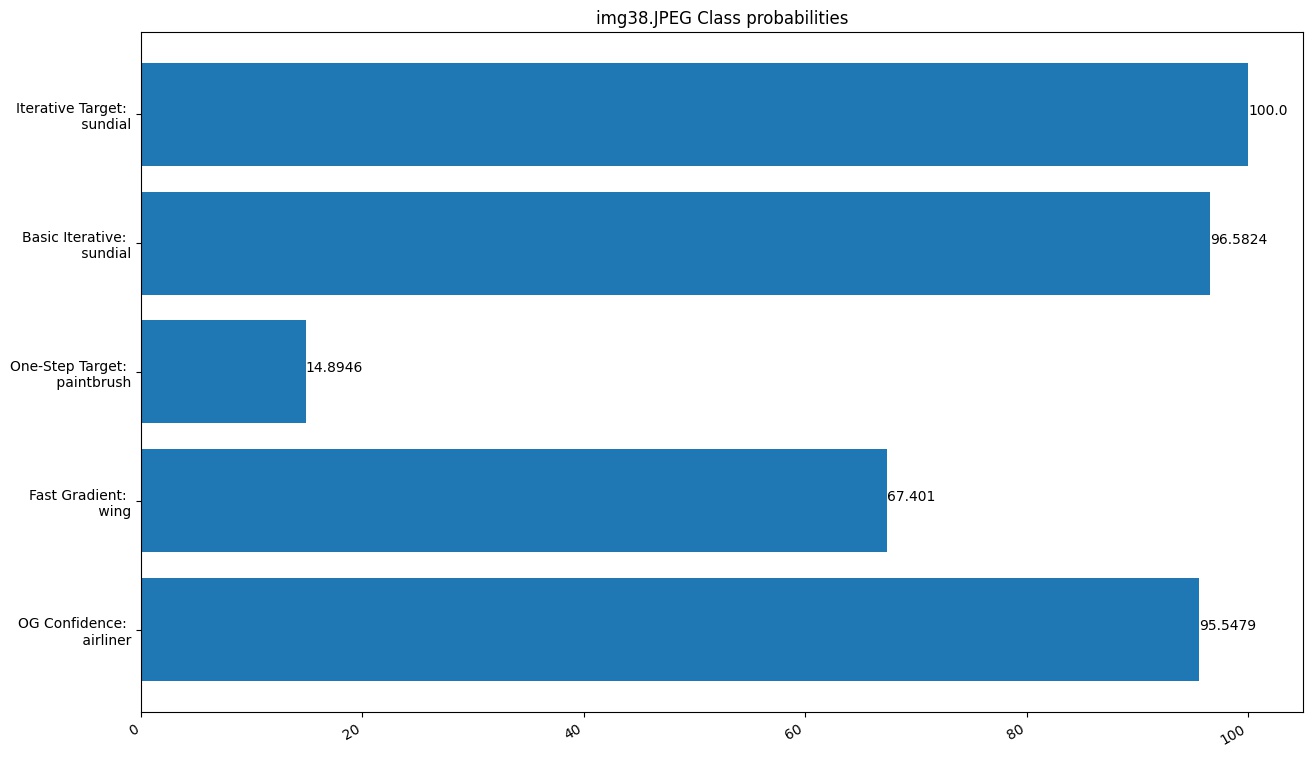 img38.JPEG Class probabilities
Iterative Target:
sundial
100.0
Basic Iterative:
sundial
96.5824
One-Step Target:
paintbrush
14.8946
Fast Gradient:
wing
67.401
OG Confidence:
airliner
95.5479
0
20
40
60
80
100